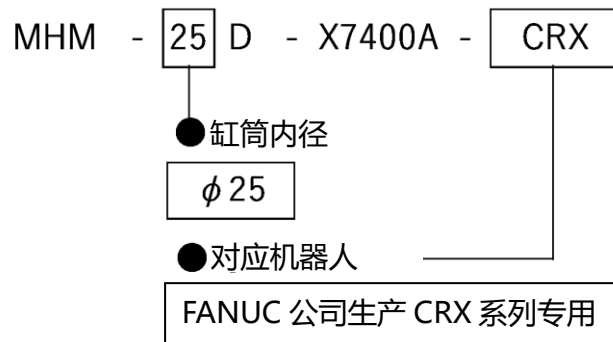 MHM - 25 D - X7400A - CRX
●缸筒内径
φ25
●对应机器人
FANUC 公司生产 CRX 系列专用